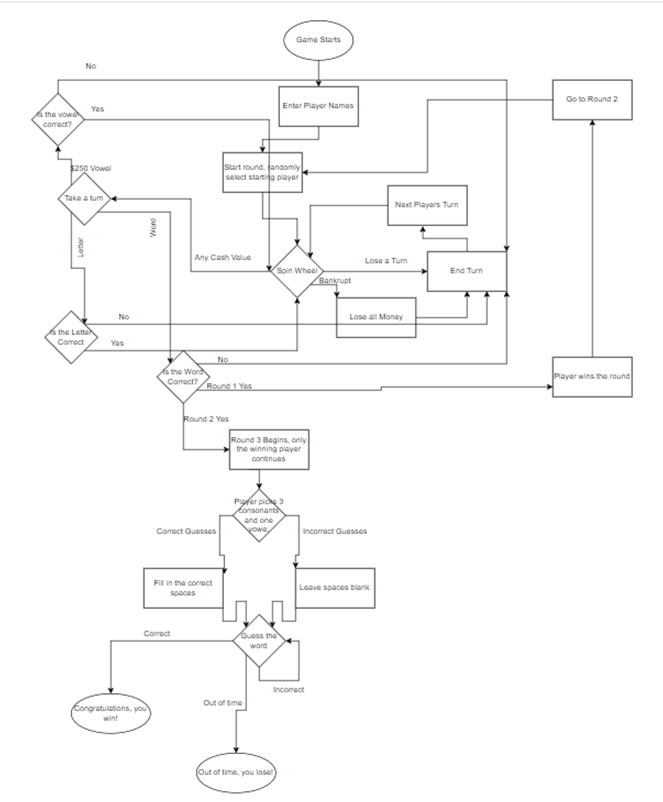 Game Starts
No
Enter Player Names
Go to Round 2
Is the vowel
correct?
Yes
Start round, randomly
select starting player
$250 Vowel
Take a turn
Next Players Turn
Word
Letter
Any Cash Value
Spin Wheel
Lose a Turn
End Turn
Bankrupt
Lose all Money
No
Is the Letter
Correct
Yes
No
Is the Word
Correct?
Round 1 Yes
Player wins the round
Round 2 Yes
Round 3 Begins, only
the winning player
continues
Player picks 3
consonants
and one
vowe;
Correct Guesses
Incorrect Guesses
Fill in the correct
spaces
Leave spaces blank
Correct
Guess the
word
Incorrect
Out of time
Congratulations, you
win!
Out of time, you lose!